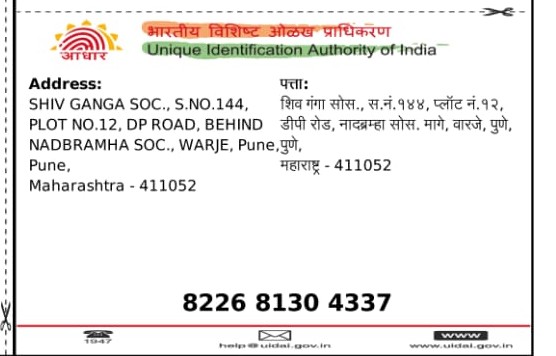 भारतीय विशिष्ट ओळख प्राधिकरण
Unique Identification Authority of India
आधार
Address:
SHIV GANGA SOC., S.NO.144,
PLOT NO.12, DP ROAD, BEHIND
NADBRAMHA SOC., WARJE, Pune,
Pune,
Maharashtra - 411052
पत्ता:
शिव गंगा सोस., स.नं.१४४, प्लॉट नं.१२,
डीपी रोड, नादब्रम्हा सोस. मागे, वारजे, पुणे,
पुणे,
महाराष्ट्र - 411052
8226 8130 4337
1947
help@uidai.gov.in
www
www.uidai.gov.in